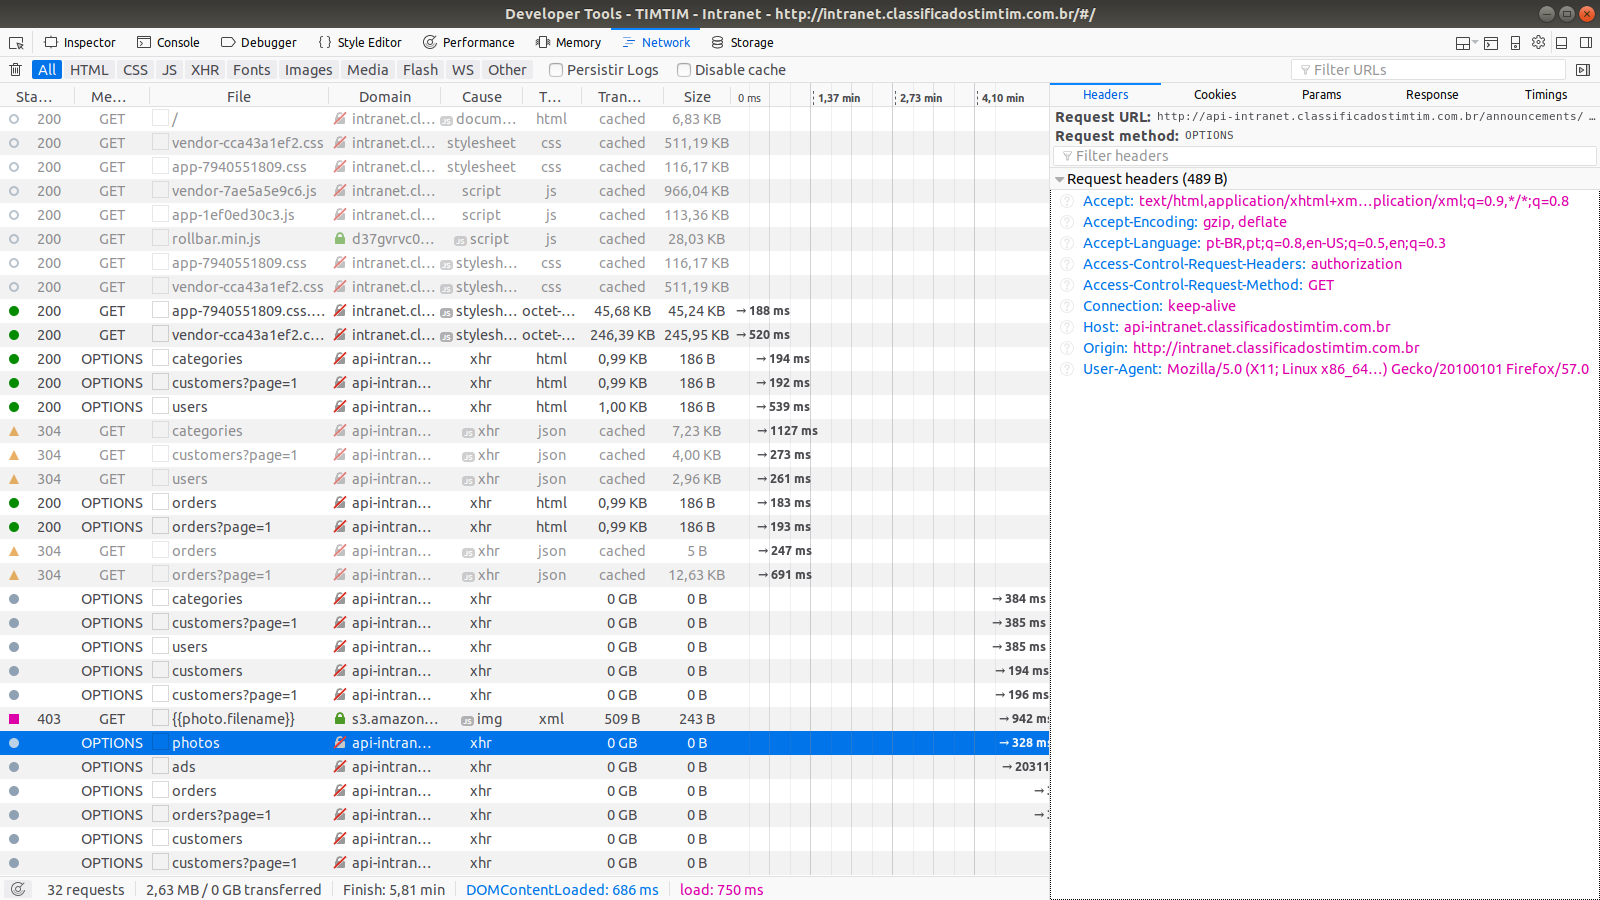 Developer Tools - TIMTIM - Intranet - http://intranet.classificadostimtim.com.br/#/
Inspector Console Debugger { } Style Editor Performance Memory Network Storage
All HTML CSS JS XHR Fonts Images Media Flash WS Other Persistir Logs Disable cache Filter URLs
Sta… Me… File Domain Cause T… Tran… Size 0 ms 1,37 min 2,73 min 4,10 min
200 GET / intranet.cl… JS docum… html cached 6,83 KB
200 GET vendor-cca43a1ef2.css intranet.cl… stylesheet css cached 511,19 KB
200 GET app-7940551809.css intranet.cl… stylesheet css cached 116,17 KB
200 GET vendor-7ae5a5e9c6.js intranet.cl… script js cached 966,04 KB
200 GET app-1ef0ed30c3.js intranet.cl… script js cached 113,36 KB
200 GET rollbar.min.js d37gvrvc0… JS script js cached 28,03 KB
200 GET app-7940551809.css intranet.cl… JS stylesh… css cached 116,17 KB
200 GET vendor-cca43a1ef2.css intranet.cl… JS stylesh… css cached 511,19 KB
200 GET app-7940551809.css.… intranet.cl… JS stylesh… octet-… 45,68 KB 45,24 KB → 188 ms
200 GET vendor-cca43a1ef2.c… intranet.cl… JS stylesh… octet-… 246,39 KB 245,95 KB → 520 ms
200 OPTIONS categories api-intran… xhr html 0,99 KB 186 B → 194 ms
200 OPTIONS customers?page=1 api-intran… xhr html 0,99 KB 186 B → 192 ms
200 OPTIONS users api-intran… xhr html 1,00 KB 186 B → 539 ms
304 GET categories api-intran… JS xhr json cached 7,23 KB → 1127 ms
304 GET customers?page=1 api-intran… JS xhr json cached 4,00 KB → 273 ms
304 GET users api-intran… JS xhr json cached 2,96 KB → 261 ms
200 OPTIONS orders api-intran… xhr html 0,99 KB 186 B → 183 ms
200 OPTIONS orders?page=1 api-intran… xhr html 0,99 KB 186 B → 193 ms
304 GET orders api-intran… JS xhr json cached 5 B → 247 ms
304 GET orders?page=1 api-intran… JS xhr json cached 12,63 KB → 691 ms
OPTIONS categories api-intran… xhr 0 GB 0 B → 384 ms
OPTIONS customers?page=1 api-intran… xhr 0 GB 0 B → 385 ms
OPTIONS users api-intran… xhr 0 GB 0 B → 385 ms
OPTIONS customers api-intran… xhr 0 GB 0 B → 194 ms
OPTIONS customers?page=1 api-intran… xhr 0 GB 0 B → 196 ms
403 GET {{photo.filename}} s3.amazon… JS img xml 509 B 243 B → 942 ms
OPTIONS photos api-intran… xhr 0 GB 0 B → 328 ms
OPTIONS ads api-intran… xhr 0 GB 0 B → 20311
OPTIONS orders api-intran… xhr 0 GB 0 B →
OPTIONS orders?page=1 api-intran… xhr 0 GB 0 B →
OPTIONS customers api-intran… xhr 0 GB 0 B
OPTIONS customers?page=1 api-intran… xhr 0 GB 0 B
32 requests 2,63 MB / 0 GB transferred Finish: 5,81 min DOMContentLoaded: 686 ms load: 750 ms
Headers Cookies Params Response Timings
Request URL: http://api-intranet.classificadostimtim.com.br/announcements/ …
Request method: OPTIONS
Filter headers
Request headers (489 B)
Accept: text/html,application/xhtml+xm…plication/xml;q=0.9,*/*;q=0.8
Accept-Encoding: gzip, deflate
Accept-Language: pt-BR,pt;q=0.8,en-US;q=0.5,en;q=0.3
Access-Control-Request-Headers: authorization
Access-Control-Request-Method: GET
Connection: keep-alive
Host: api-intranet.classificadostimtim.com.br
Origin: http://intranet.classificadostimtim.com.br
User-Agent: Mozilla/5.0 (X11; Linux x86_64…) Gecko/20100101 Firefox/57.0